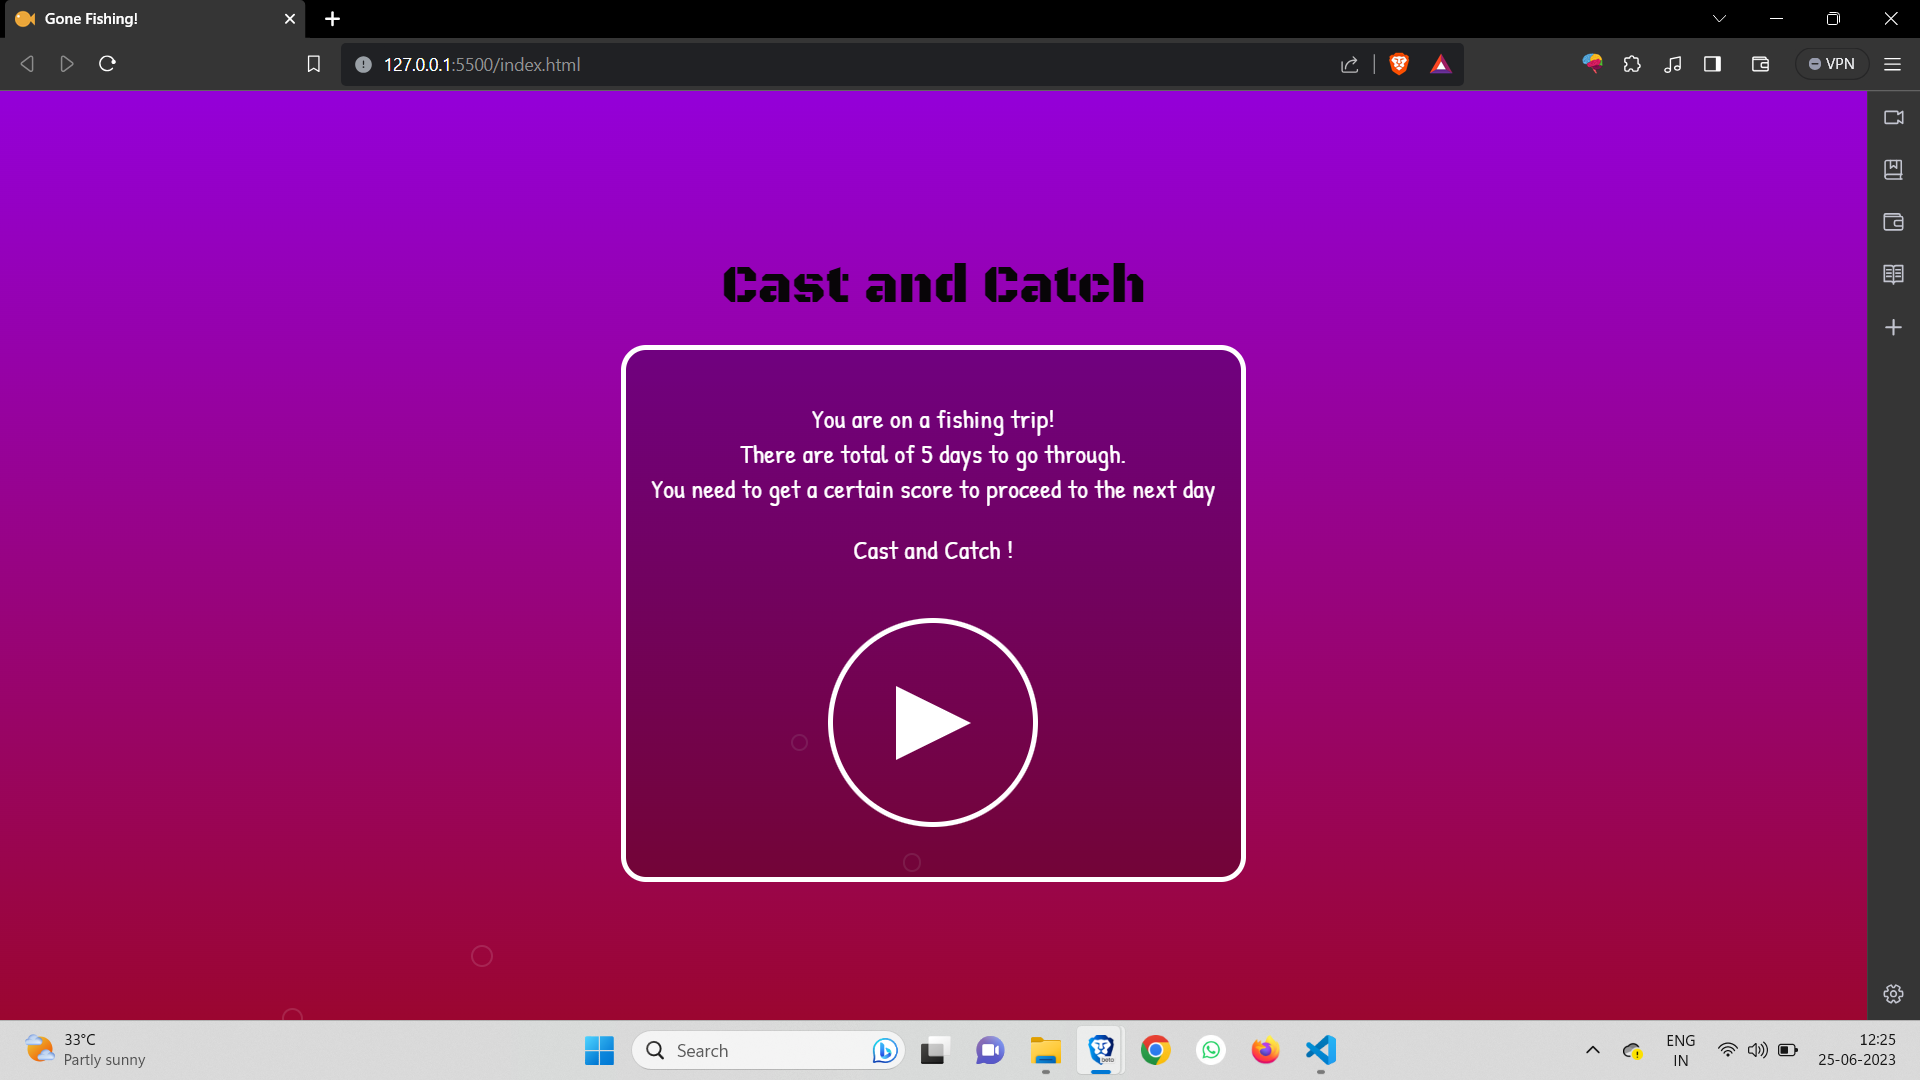 Gone Fishing!
127.0.0.1:5500/index.html
VPN
Cast and Catch
You are on a fishing trip!
There are total of 5 days to go through.
You need to get a certain score to proceed to the next day
Cast and Catch !
33°C
Partly sunny
Search
beta
ENG
IN
12:25
25-06-2023